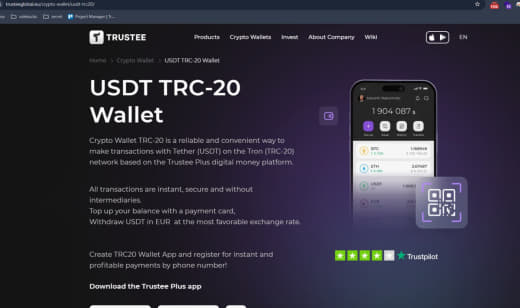 trusteeglobal.eu/crypto-wallet/usdt-trc20/
TRUSTEE
Products
Crypto Wallets
Invest
About Company
Wiki
EN
Home > Crypto Wallet > USDT TRC-20 Wallet
USDT TRC-20
Wallet
Crypto Wallet TRC-20 is a reliable and convenient way to
make transactions with Tether (USDT) on the Tron (TRC-20)
network based on the Trustee Plus digital money platform.
All transactions are instant, secure and without
intermediaries.
Top up your balance with a payment card,
Withdraw USDT in EUR at the most favorable exchange rate.
Create TRC20 Wallet App and register for instant and
profitable payments by phone number!
Download the Trustee Plus app
1 904 087 $
BTC
ETH
USDT
Trustpilot